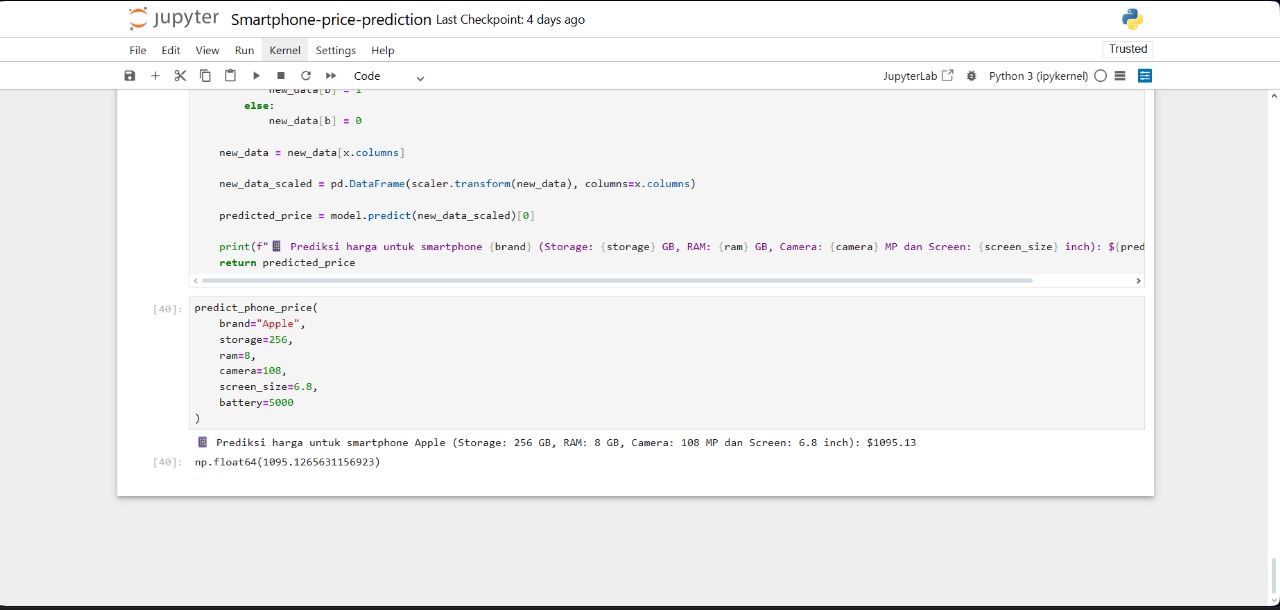 jupyter Smartphone-price-prediction Last Checkpoint: 4 days ago
File Edit View Run Kernel Settings Help Trusted
Code JupyterLab Python 3 (ipykernel)
new_data[b] = 1
else:
new_data[b] = 0
new_data = new_data[x.columns]
new_data_scaled = pd.DataFrame(scaler.transform(new_data), columns=x.columns)
predicted_price = model.predict(new_data_scaled)[0]
print(f"📱 Prediksi harga untuk smartphone {brand} (Storage: {storage} GB, RAM: {ram} GB, Camera: {camera} MP dan Screen: {screen_size} inch): ${pred
return predicted_price
[40]: predict_phone_price(
brand="Apple",
storage=256,
ram=8,
camera=108,
screen_size=6.8,
battery=5000
)
📱 Prediksi harga untuk smartphone Apple (Storage: 256 GB, RAM: 8 GB, Camera: 108 MP dan Screen: 6.8 inch): $1095.13
[40]: np.float64(1095.1265631156923)